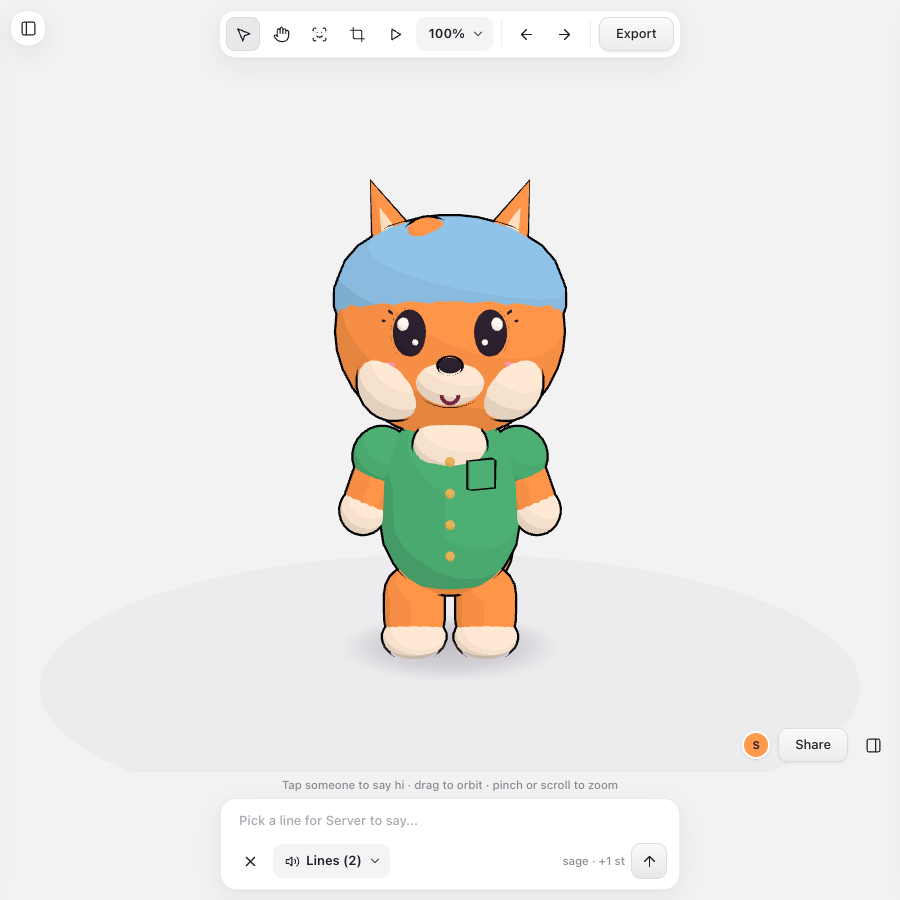 100%
Export
S
Share
Tap someone to say hi · drag to orbit · pinch or scroll to zoom
Pick a line for Server to say...
Lines (2)
sage · +1 st